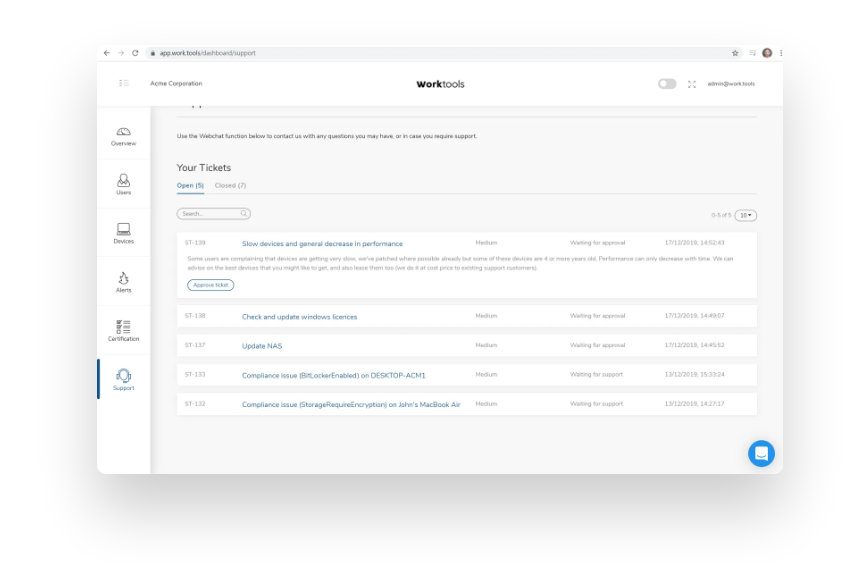 app.work.tools/dashboard/support
Acme Corporation
Worktools
admin@work.tools
Overview
Users
Devices
Alerts
Certification
Support
Use the Webchat function below to contact us with any questions you may have, or in case you require support.
Your Tickets
Open (5) Closed (7)
Search...
0-5 of 5 10
ST-139 Slow devices and general decrease in performance Medium Waiting for approval 17/12/2019, 14:52:43
Some users are complaining that devices are getting very slow, we've patched where possible already but some of these devices are 4 or more years old. Performance can only decrease with time. We can
advise on the best devices that you might like to get, and also lease them too (we do it at cost price to existing support customers).
Approve ticket
ST-138 Check and update windows licences Medium Waiting for approval 17/12/2019, 14:49:07
ST-137 Update NAS Medium Waiting for approval 17/12/2019, 14:45:52
ST-133 Compliance issue (BitLockerEnabled) on DESKTOP-ACM1 Medium Waiting for support 13/12/2019, 15:33:24
ST-132 Compliance issue (StorageRequireEncryption) on John's MacBook Air Medium Waiting for support 13/12/2019, 14:27:17